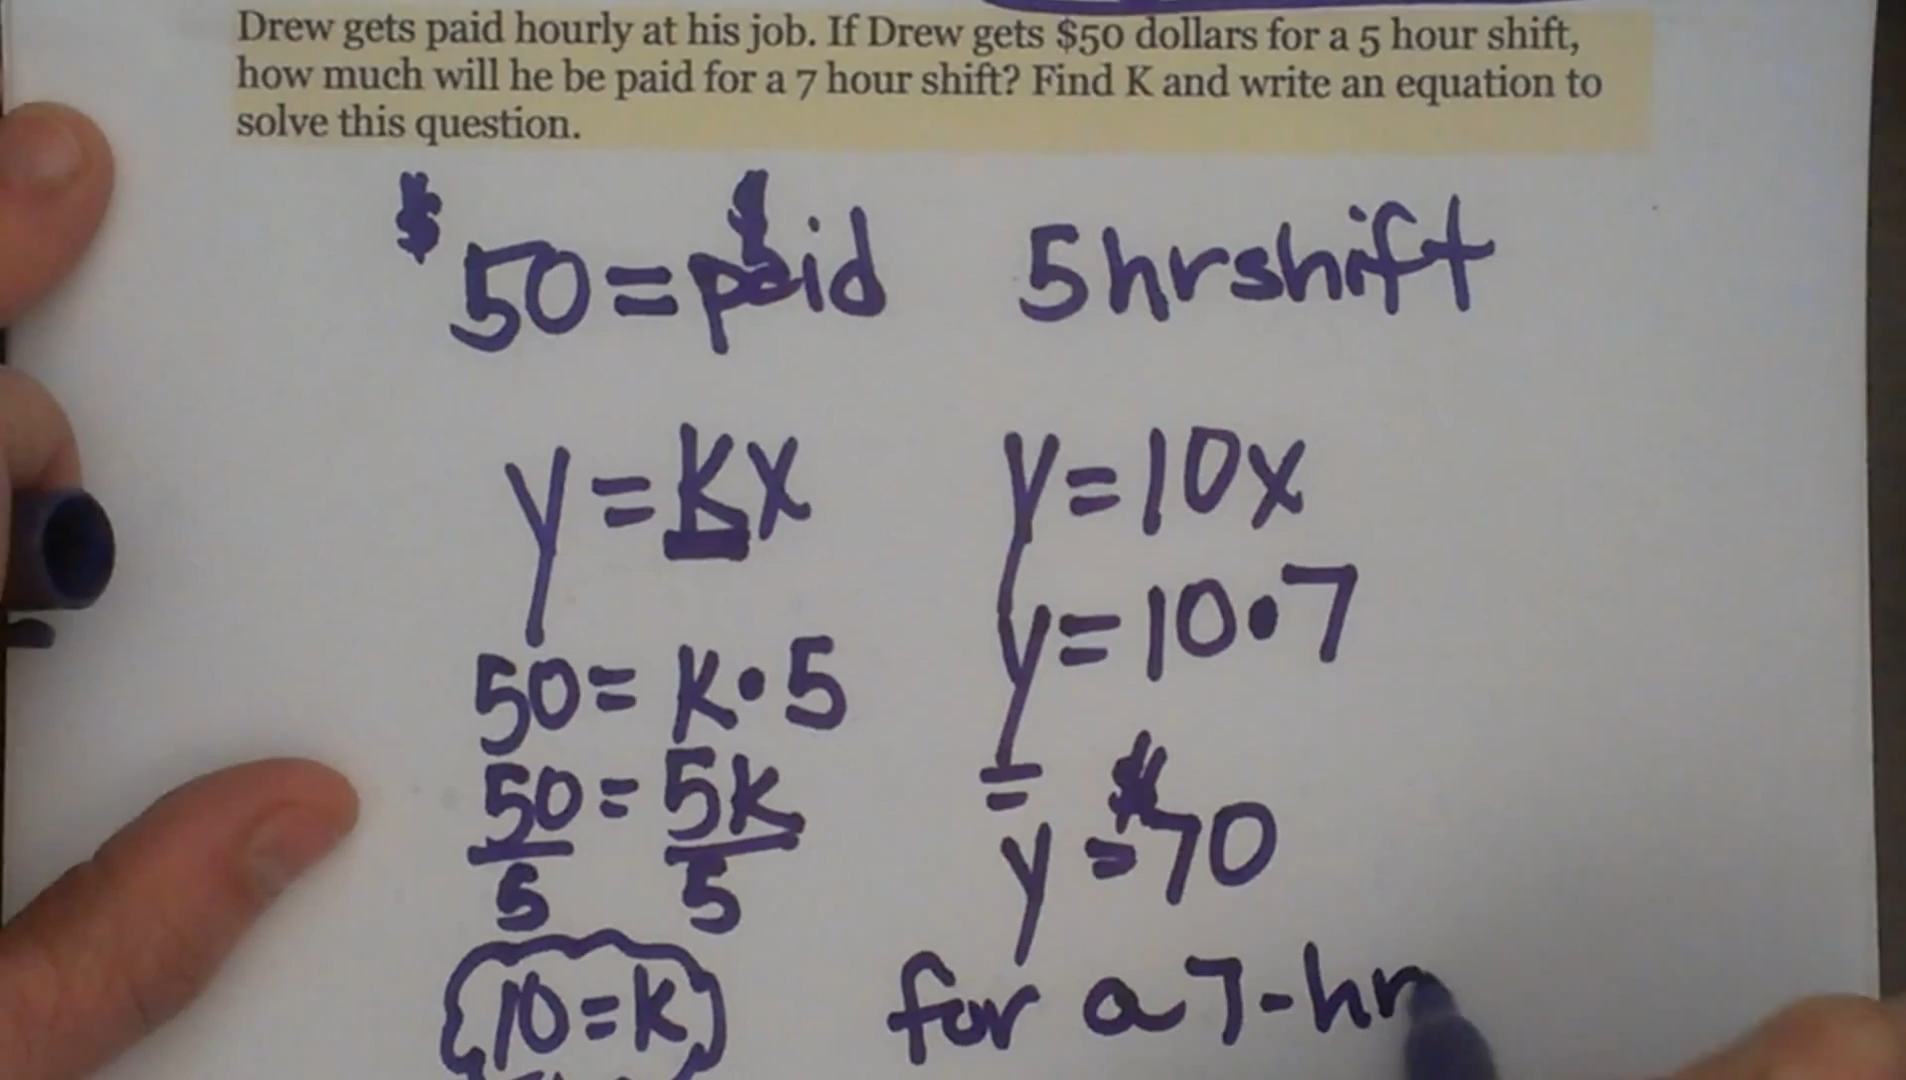 Drew gets paid hourly at his job. If Drew gets $50 dollars for a 5 hour shift,
how much will he be paid for a 7 hour shift? Find K and write an equation to
solve this question.
$50 = paid $ 5 hr shift
y = kx
50 = k • 5
50 = 5k
5 5
10 = k
y = 10x
y = 10 • 7
=
y = $70
for a 7-hr